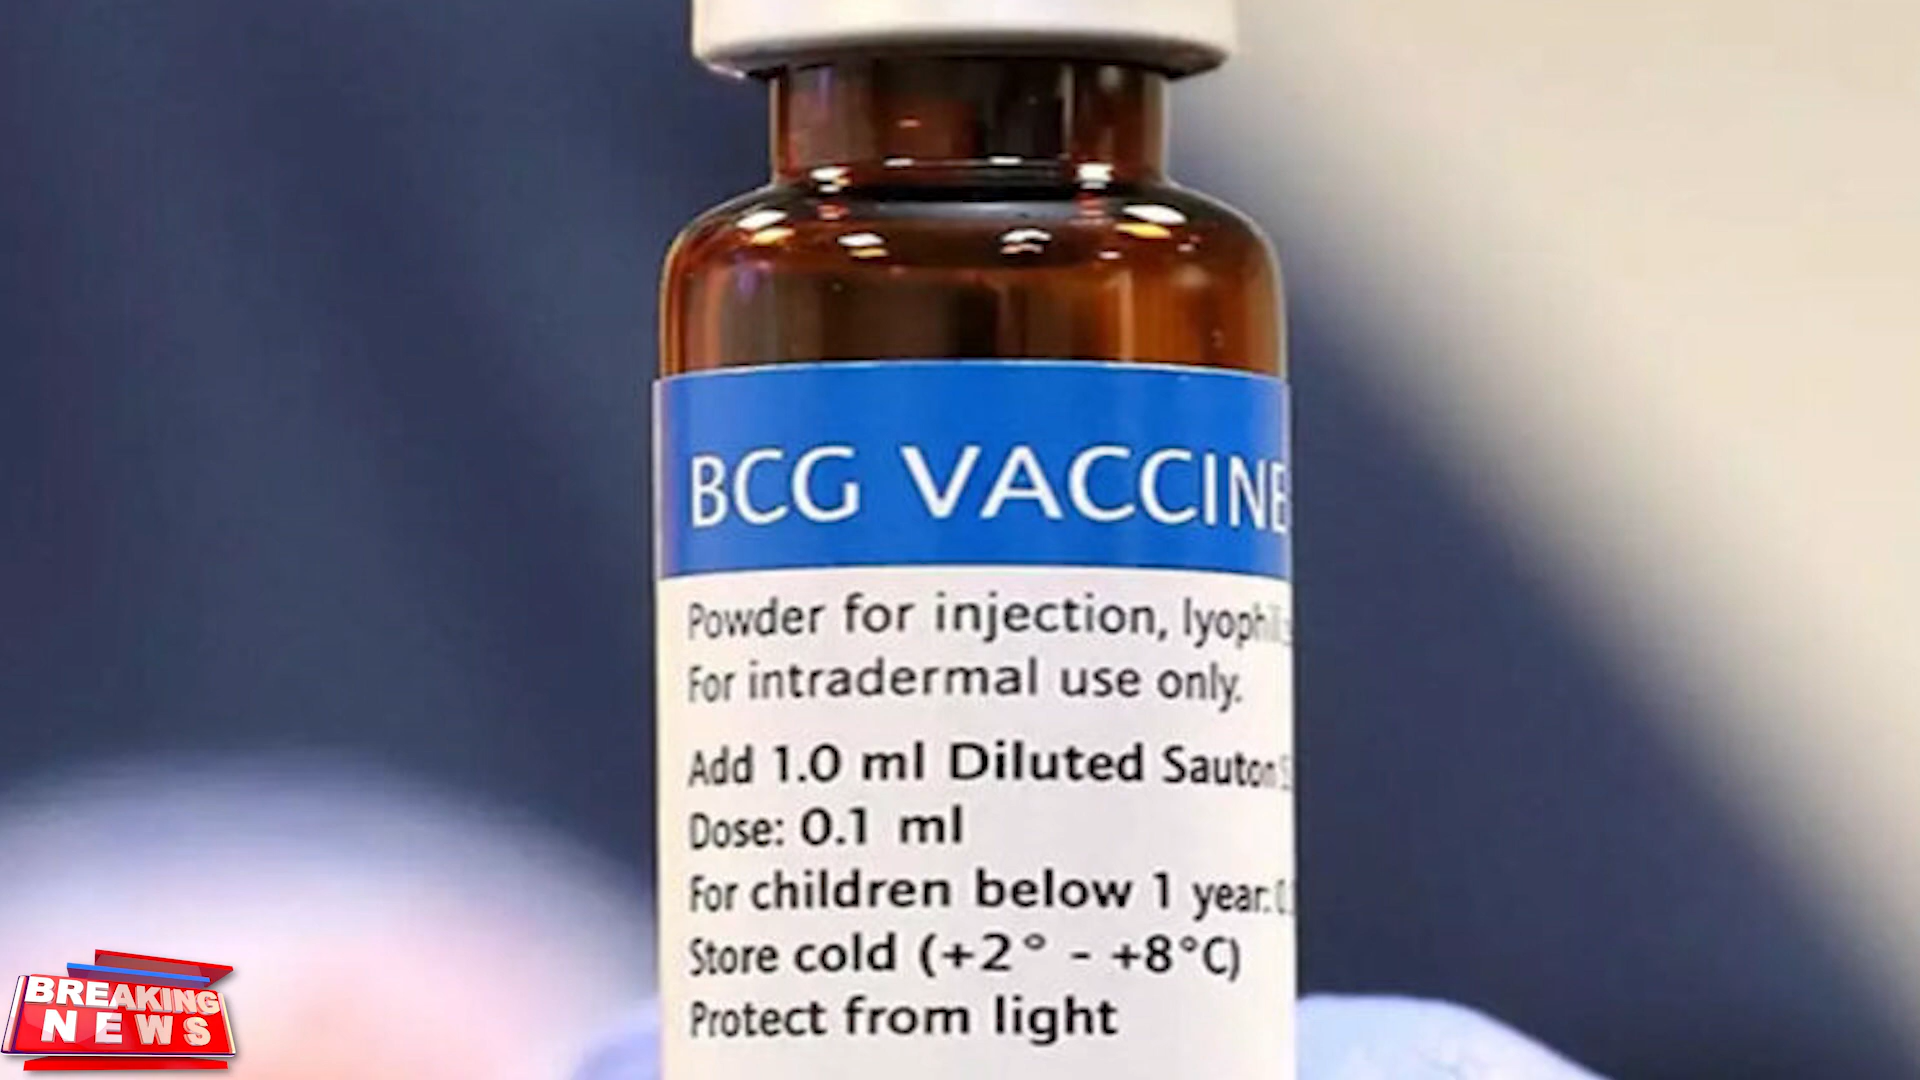 BCG VACCINE
Powder for injection,
For intradermal use only.
Add 1.0 ml Diluted Sauton
Dose: 0.1 ml
For children below 1 year:
Store cold (+2° - +8°C)
Protect from light
BREAKING
NEWS